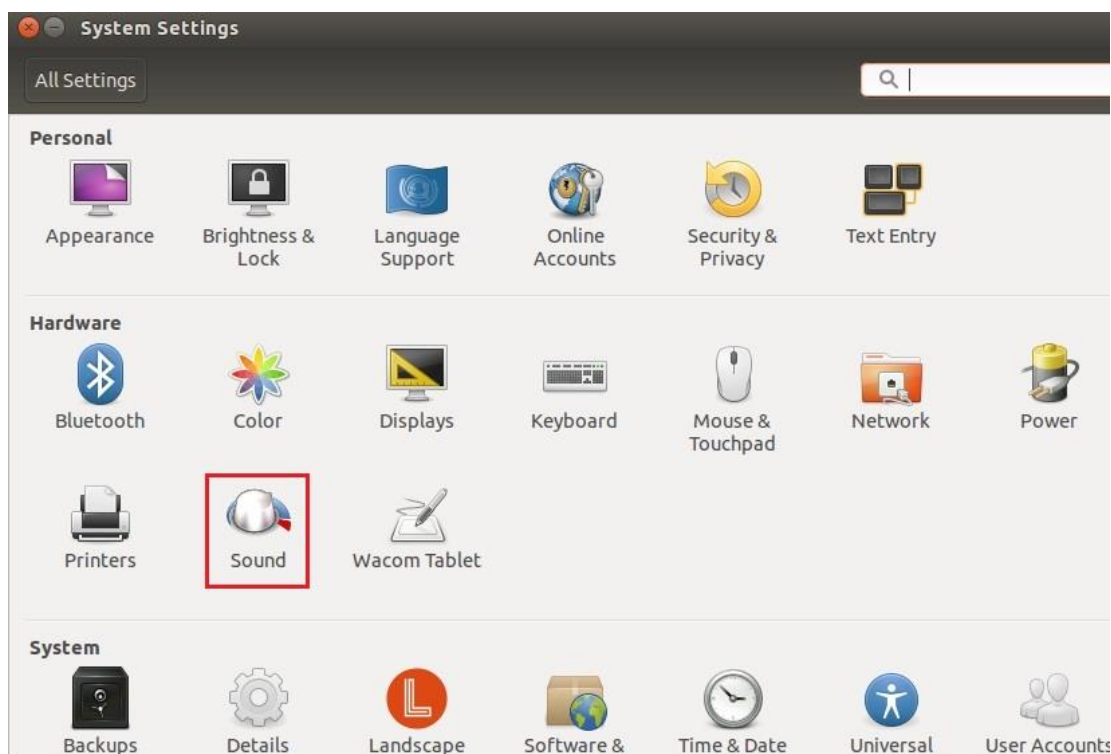 System Settings
All Settings
Personal
Appearance
Brightness &
Lock
Language
Support
Online
Accounts
Security &
Privacy
Text Entry
Hardware
Bluetooth
Color
Displays
Keyboard
Mouse &
Touchpad
Network
Power
Printers
Sound
Wacom Tablet
System
Backups
Details
Landscape
Software &
Time & Date
Universal
User Accounts